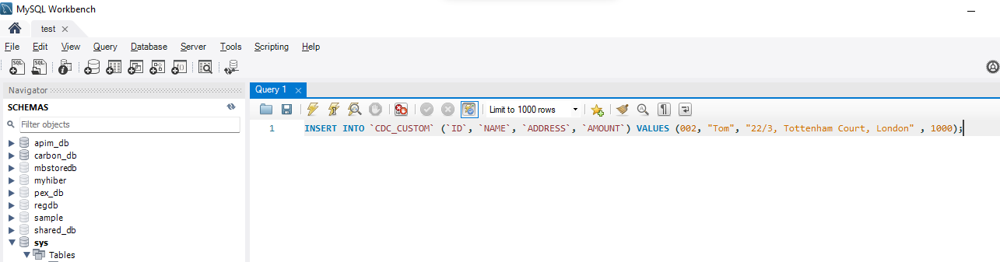 MySQL Workbench
test
File Edit View Query Database Server Tools Scripting Help
SQL SQL
Navigator
SCHEMAS
Filter objects
apim_db
carbon_db
mbstoredb
myhiber
pex_db
regdb
sample
shared_db
sys
Tables
Query 1
Limit to 1000 rows
1 INSERT INTO `CDC_CUSTOM` (`ID`, `NAME`, `ADDRESS`, `AMOUNT`) VALUES (002, "Tom", "22/3, Tottenham Court, London" , 1000);